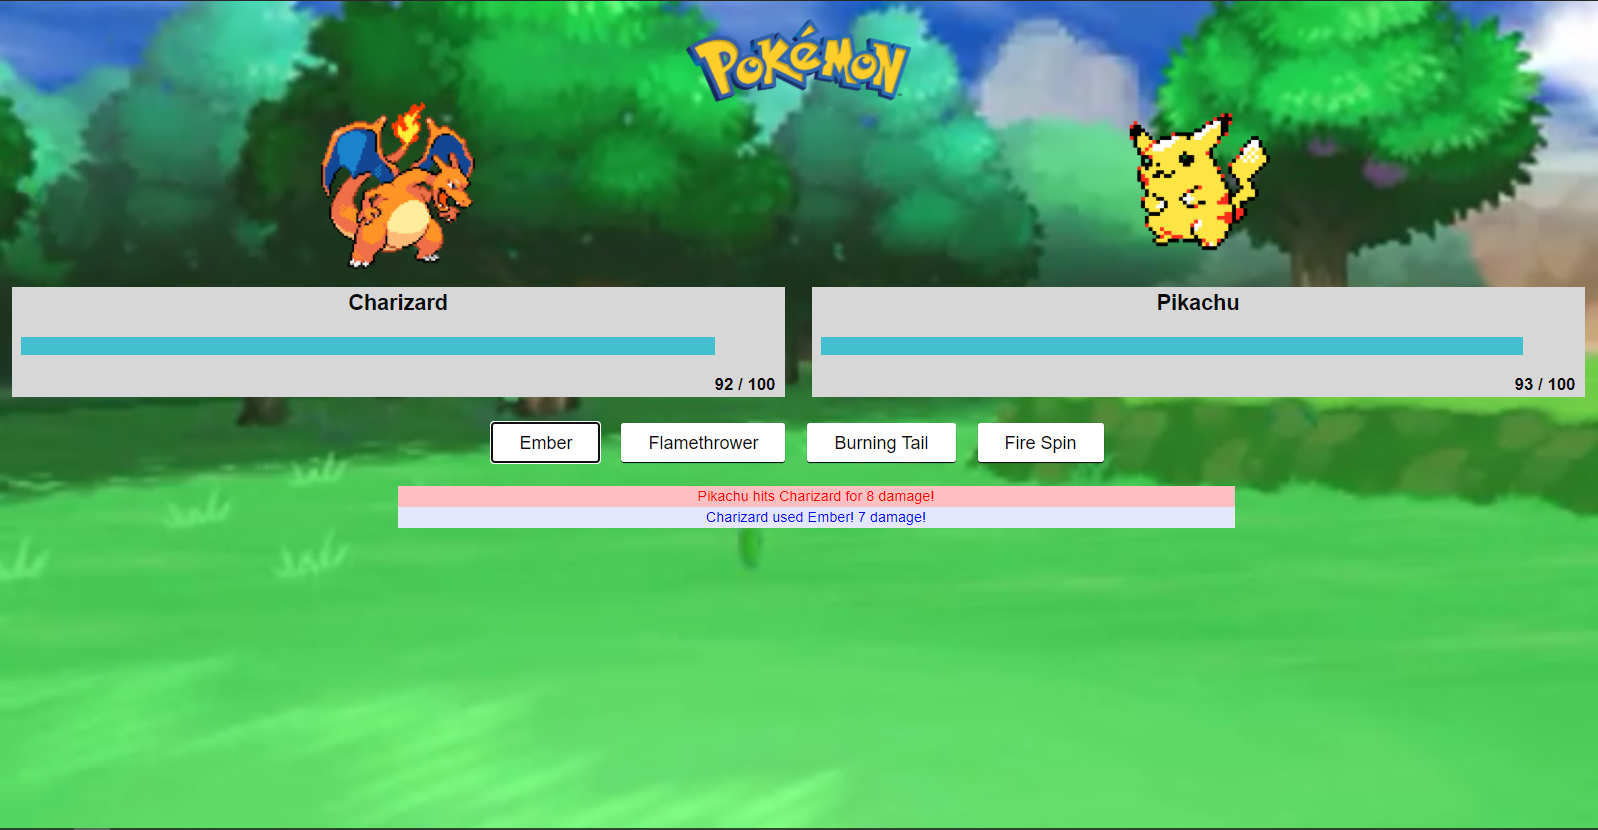 POKéMON
Charizard
92 / 100
Pikachu
93 / 100
Ember
Flamethrower
Burning Tail
Fire Spin
Pikachu hits Charizard for 8 damage!
Charizard used Ember! 7 damage!